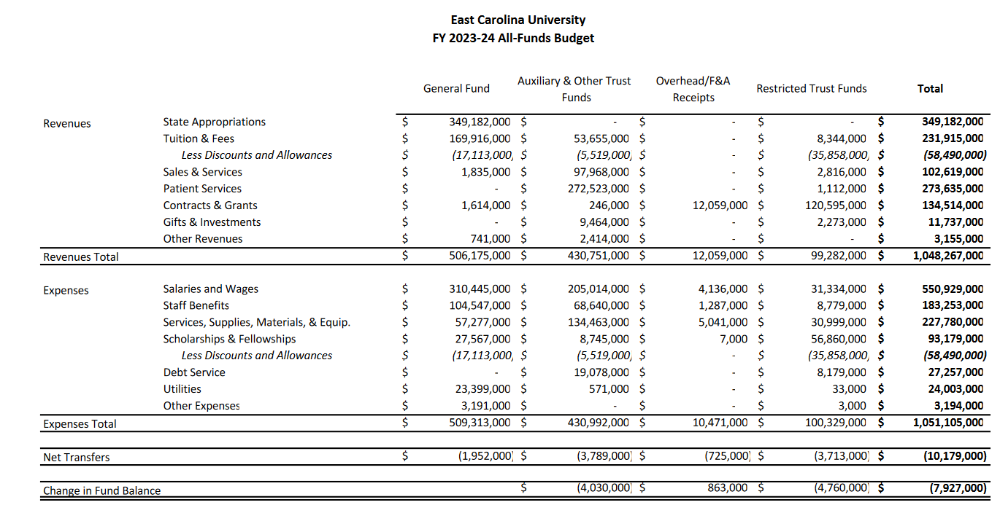 East Carolina University
FY 2023-24 All-Funds Budget
General Fund Auxiliary & Other Trust Funds Overhead/F&A Receipts Restricted Trust Funds Total
Revenues State Appropriations $ 349,182,000 $ - $ - $ - $ 349,182,000
Tuition & Fees $ 169,916,000 $ 53,655,000 $ - $ 8,344,000 $ 231,915,000
Less Discounts and Allowances $ (17,113,000) $ (5,519,000) $ - $ (35,858,000) $ (58,490,000)
Sales & Services $ 1,835,000 $ 97,968,000 $ - $ 2,816,000 $ 102,619,000
Patient Services $ - $ 272,523,000 $ - $ 1,112,000 $ 273,635,000
Contracts & Grants $ 1,614,000 $ 246,000 $ 12,059,000 $ 120,595,000 $ 134,514,000
Gifts & Investments $ - $ 9,464,000 $ - $ 2,273,000 $ 11,737,000
Other Revenues $ 741,000 $ 2,414,000 $ - $ - $ 3,155,000
Revenues Total $ 506,175,000 $ 430,751,000 $ 12,059,000 $ 99,282,000 $ 1,048,267,000
Expenses Salaries and Wages $ 310,445,000 $ 205,014,000 $ 4,136,000 $ 31,334,000 $ 550,929,000
Staff Benefits $ 104,547,000 $ 68,640,000 $ 1,287,000 $ 8,779,000 $ 183,253,000
Services, Supplies, Materials, & Equip. $ 57,277,000 $ 134,463,000 $ 5,041,000 $ 30,999,000 $ 227,780,000
Scholarships & Fellowships $ 27,567,000 $ 8,745,000 $ 7,000 $ 56,860,000 $ 93,179,000
Less Discounts and Allowances $ (17,113,000) $ (5,519,000) $ - $ (35,858,000) $ (58,490,000)
Debt Service $ - $ 19,078,000 $ - $ 8,179,000 $ 27,257,000
Utilities $ 23,399,000 $ 571,000 $ - $ 33,000 $ 24,003,000
Other Expenses $ 3,191,000 $ - $ - $ 3,000 $ 3,194,000
Expenses Total $ 509,313,000 $ 430,992,000 $ 10,471,000 $ 100,329,000 $ 1,051,105,000
Net Transfers $ (1,952,000) $ (3,789,000) $ (725,000) $ (3,713,000) $ (10,179,000)
Change in Fund Balance $ (4,030,000) $ 863,000 $ (4,760,000) $ (7,927,000)